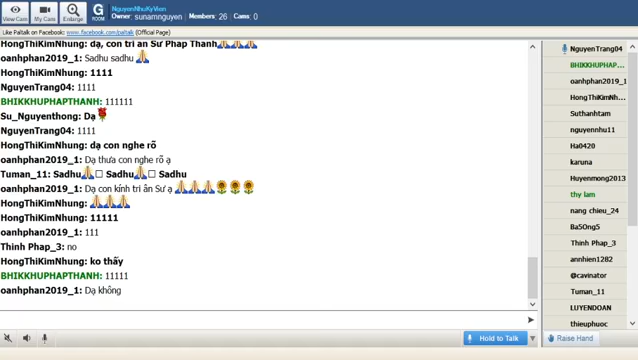 NguyenNhuKyVien
Owner: sunamnguyen | Members: 26 | Cams: 0
View Cam My Cam Enlarge G ROOM
Like Paltalk on Facebook: www.facebook.com/paltalk (Official Page)
HongThiKimNhung: dạ, con tri ân Sư Pháp Thành
oanhphan2019_1: Sadhu sadhu
HongThiKimNhung: 1111
NguyenTrang04: 1111
BHIKKHUPHAPTHANH: 111111
Su_Nguyenthong: Dạ
NguyenTrang04: 1111
HongThiKimNhung: dạ con nghe rõ
oanhphan2019_1: Dạ thưa con nghe rõ ạ
Tuman_11: Sadhu Sadhu Sadhu
oanhphan2019_1: Dạ con kính tri ân Sư ạ
HongThiKimNhung:
HongThiKimNhung: 11111
oanhphan2019_1: 111
Thinh Phap_3: no
HongThiKimNhung: ko thấy
BHIKKHUPHAPTHANH: 11111
oanhphan2019_1: Dạ không
Hold to Talk
NguyenTrang04
BHIKKHUPHAP...
oanhphan2019_1
HongThiKimNh...
Suthanhtam
nguyennhu11
Ha0420
karuna
Huyenmong2013
thy lam
nang chieu_24
BaSOng5
Thinh Phap_3
annhien1282
@cavinator
Tuman_11
LUYENDOAN
thieuphuoc
Raise Hand